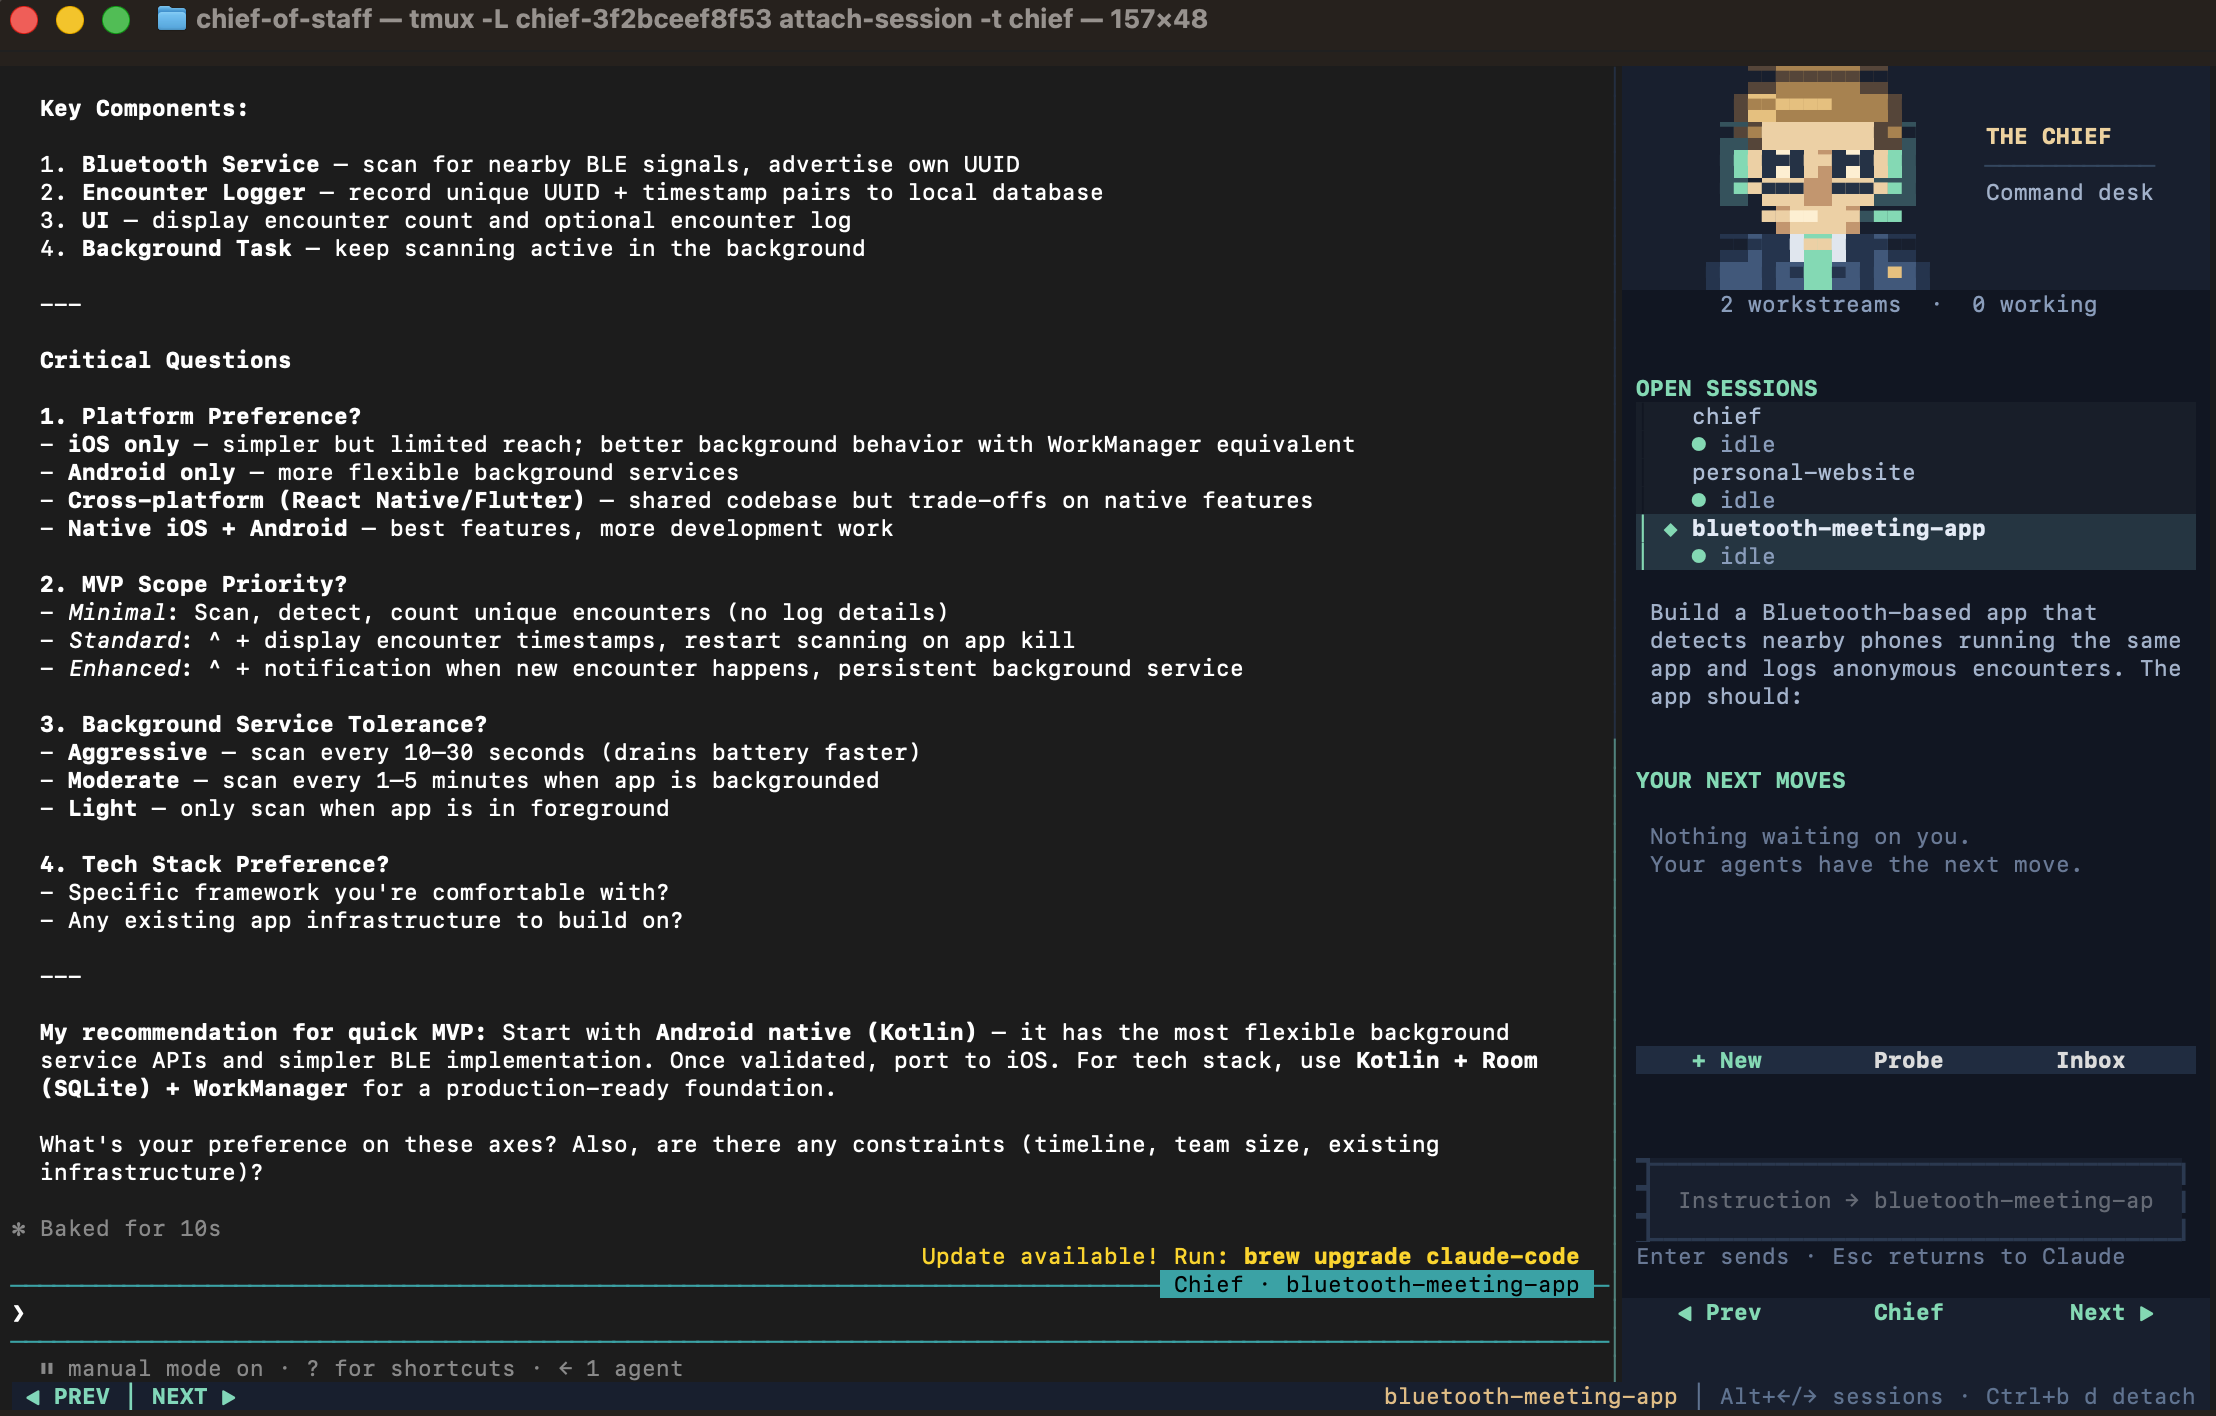 chief-of-staff — tmux -L chief-3f2bceef8f53 attach-session -t chief — 157×48
Key Components:
1. Bluetooth Service — scan for nearby BLE signals, advertise own UUID
2. Encounter Logger — record unique UUID + timestamp pairs to local database
3. UI — display encounter count and optional encounter log
4. Background Task — keep scanning active in the background
---
Critical Questions
1. Platform Preference?
- iOS only — simpler but limited reach; better background behavior with WorkManager equivalent
- Android only — more flexible background services
- Cross-platform (React Native/Flutter) — shared codebase but trade-offs on native features
- Native iOS + Android — best features, more development work
2. MVP Scope Priority?
- Minimal: Scan, detect, count unique encounters (no log details)
- Standard: ^ + display encounter timestamps, restart scanning on app kill
- Enhanced: ^ + notification when new encounter happens, persistent background service
3. Background Service Tolerance?
- Aggressive — scan every 10–30 seconds (drains battery faster)
- Moderate — scan every 1–5 minutes when app is backgrounded
- Light — only scan when app is in foreground
4. Tech Stack Preference?
- Specific framework you're comfortable with?
- Any existing app infrastructure to build on?
---
My recommendation for quick MVP: Start with Android native (Kotlin) — it has the most flexible background
service APIs and simpler BLE implementation. Once validated, port to iOS. For tech stack, use Kotlin + Room
(SQLite) + WorkManager for a production-ready foundation.
What's your preference on these axes? Also, are there any constraints (timeline, team size, existing
infrastructure)?
✻ Baked for 10s
Update available! Run: brew upgrade claude-code
Chief · bluetooth-meeting-app
❯
⏸ manual mode on · ? for shortcuts · ← 1 agent
THE CHIEF
Command desk
2 workstreams · 0 working
OPEN SESSIONS
chief
● idle
personal-website
● idle
◆ bluetooth-meeting-app
● idle
Build a Bluetooth-based app that
detects nearby phones running the same
app and logs anonymous encounters. The
app should:
YOUR NEXT MOVES
Nothing waiting on you.
Your agents have the next move.
+ New Probe Inbox
Instruction → bluetooth-meeting-ap
Enter sends · Esc returns to Claude
◀ Prev Chief Next ▶
◀ PREV │ NEXT ▶ bluetooth-meeting-app │ Alt+←/→ sessions · Ctrl+b d detach